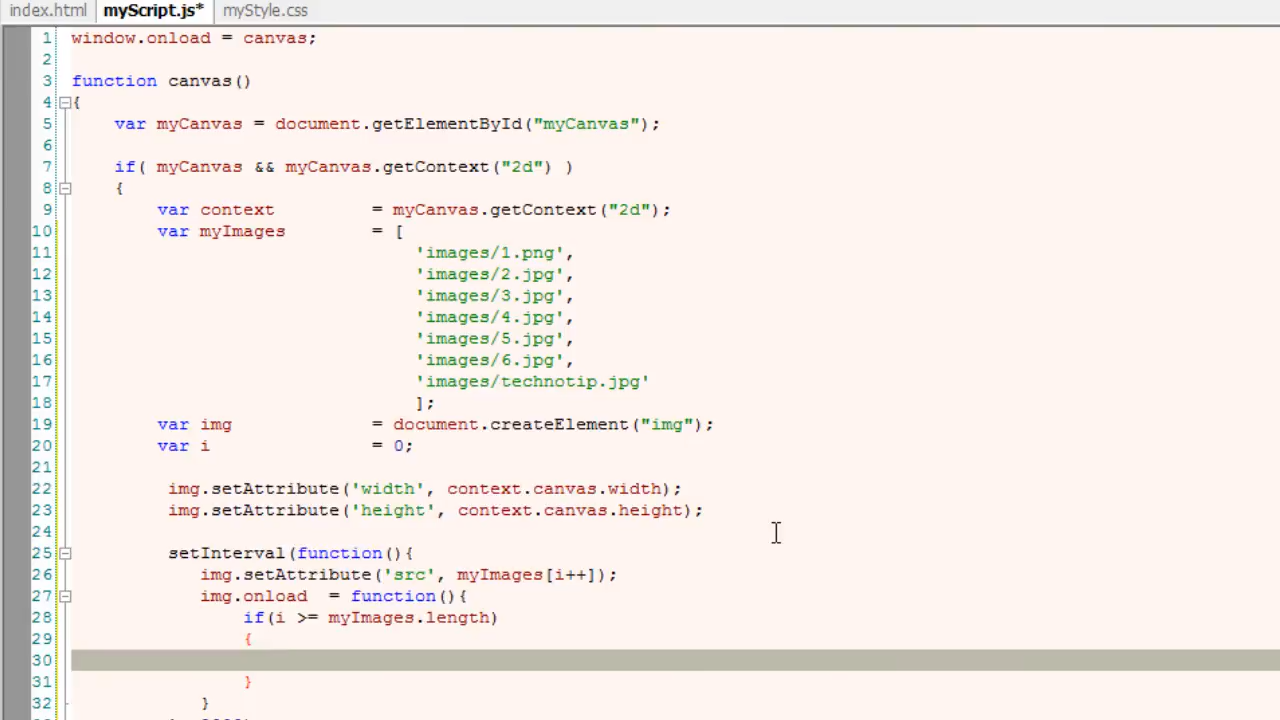 index.html myScript.js* myStyle.css
1 window.onload = canvas;
2
3 function canvas()
4 {
5 var myCanvas = document.getElementById("myCanvas");
6
7 if( myCanvas && myCanvas.getContext("2d") )
8 {
9 var context = myCanvas.getContext("2d");
10 var myImages = [
11 'images/1.png',
12 'images/2.jpg',
13 'images/3.jpg',
14 'images/4.jpg',
15 'images/5.jpg',
16 'images/6.jpg',
17 'images/technotip.jpg'
18 ];
19 var img = document.createElement("img");
20 var i = 0;
21
22 img.setAttribute('width', context.canvas.width);
23 img.setAttribute('height', context.canvas.height);
24
25 setInterval(function(){
26 img.setAttribute('src', myImages[i++]);
27 img.onload = function(){
28 if(i >= myImages.length)
29 {
30
31 }
32 }